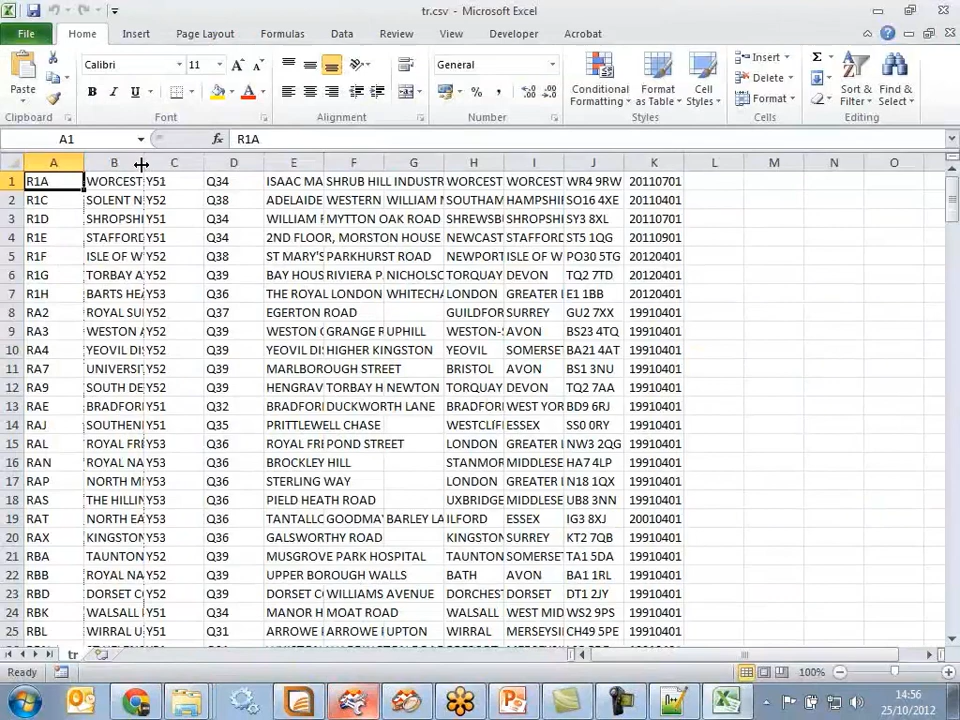 tr.csv - Microsoft Excel
File Home Insert Page Layout Formulas Data Review View Developer Acrobat
Paste Calibri 11 General Conditional Formatting Format as Table Cell Styles Insert Delete Format Sort & Filter Find & Select
Clipboard Font Alignment Number Styles Cells Editing
A1 fx R1A
A B C D E F G H I J K L M N O
1 R1A WORCEST Y51 Q34 ISAAC MA SHRUB HILL INDUSTR WORCEST WORCEST WR4 9RW 20110701
2 R1C SOLENT N Y52 Q38 ADELAIDE WESTERN WILLIAM M SOUTHAM HAMPSHIR SO16 4XE 20110401
3 R1D SHROPSHI Y51 Q34 WILLIAM F MYTTON OAK ROAD SHREWSBU SHROPSHI SY3 8XL 20110701
4 R1E STAFFORD Y51 Q34 2ND FLOOR, MORSTON HOUSE NEWCAST STAFFORD ST5 1QG 20110901
5 R1F ISLE OF W Y52 Q38 ST MARY'S PARKHURST ROAD NEWPORT ISLE OF W PO30 5TG 20120401
6 R1G TORBAY A Y52 Q39 BAY HOUS RIVIERA P NICHOLSO TORQUAY DEVON TQ2 7TD 20120401
7 R1H BARTS HEA Y53 Q36 THE ROYAL LONDON WHITECHA LONDON GREATER L E1 1BB 20120401
8 RA2 ROYAL SU Y52 Q37 EGERTON ROAD GUILDFOR SURREY GU2 7XX 19910401
9 RA3 WESTON A Y52 Q39 WESTON G GRANGE R UPHILL WESTON- AVON BS23 4TQ 19910401
10 RA4 YEOVIL DI Y52 Q39 YEOVIL DI HIGHER KINGSTON YEOVIL SOMERSE BA21 4AT 19910401
11 RA7 UNIVERSI Y52 Q39 MARLBOROUGH STREET BRISTOL AVON BS1 3NU 19910401
12 RA9 SOUTH DE Y52 Q39 HENGRAV TORBAY H NEWTON TORQUAY DEVON TQ2 7AA 19910401
13 RAE BRADFOR Y51 Q32 BRADFOR DUCKWORTH LANE BRADFOR WEST YOR BD9 6RJ 19910401
14 RAJ SOUTHEN Y51 Q35 PRITTLEWELL CHASE WESTCLIF ESSEX SS0 0RY 19910401
15 RAL ROYAL FR Y53 Q36 ROYAL FR POND STREET LONDON GREATER L NW3 2QG 19910401
16 RAN ROYAL NA Y53 Q36 BROCKLEY HILL STANMOR MIDDLESE HA7 4LP 19910401
17 RAP NORTH M Y53 Q36 STERLING WAY LONDON GREATER L N18 1QX 19910401
18 RAS THE HILLIN Y53 Q36 PIELD HEATH ROAD UXBRIDGE MIDDLESE UB8 3NN 19910401
19 RAT NORTH EA Y53 Q36 TANTALLO GOODMA BARLEY LA ILFORD ESSEX IG3 8XJ 20010401
20 RAX KINGSTON Y53 Q36 GALSWORTHY ROAD KINGSTON SURREY KT2 7QB 19910401
21 RBA TAUNTON Y52 Q39 MUSGROVE PARK HOSPITAL TAUNTON SOMERSE TA1 5DA 19910401
22 RBB ROYAL NA Y52 Q39 UPPER BOROUGH WALLS BATH AVON BA1 1RL 19910401
23 RBD DORSET C Y52 Q39 DORSET C WILLIAMS AVENUE DORCHES DORSET DT1 2JY 19910401
24 RBK WALSALL Y51 Q34 MANOR H MOAT ROAD WALSALL WEST MID WS2 9PS 19910401
25 RBL WIRRAL U Y51 Q31 ARROWE ARROWE UPTON WIRRAL MERSEYSI CH49 5PE 19910401
tr
Ready 100%
14:56
25/10/2012